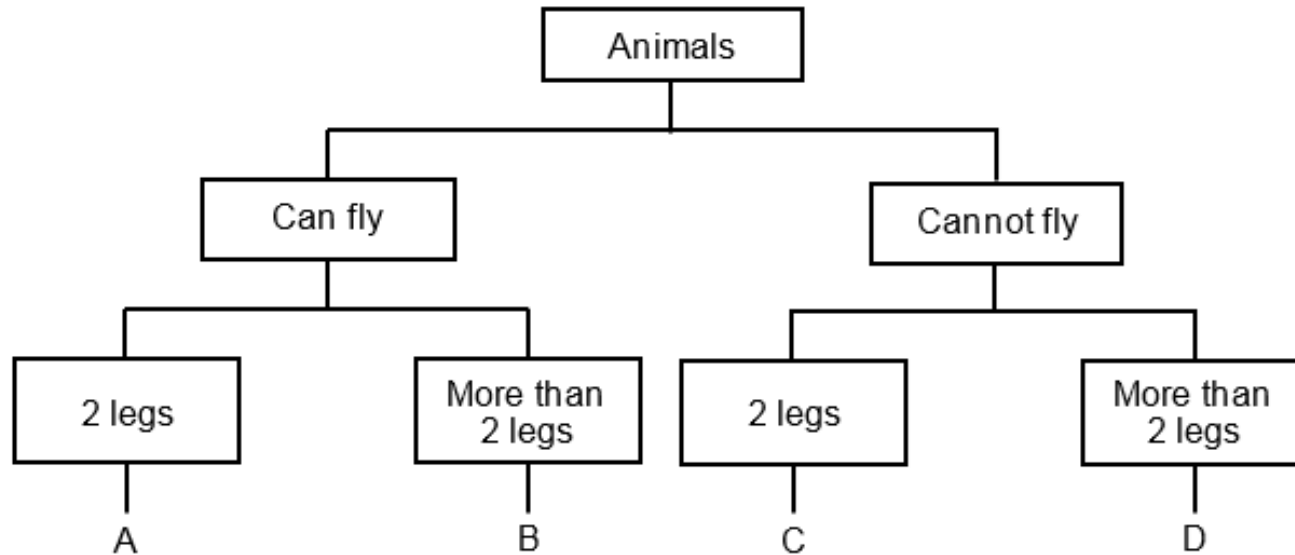 Animals
Can fly
Cannot fly
2 legs
More than
2 legs
2 legs
More than
2 legs
A
B
C
D